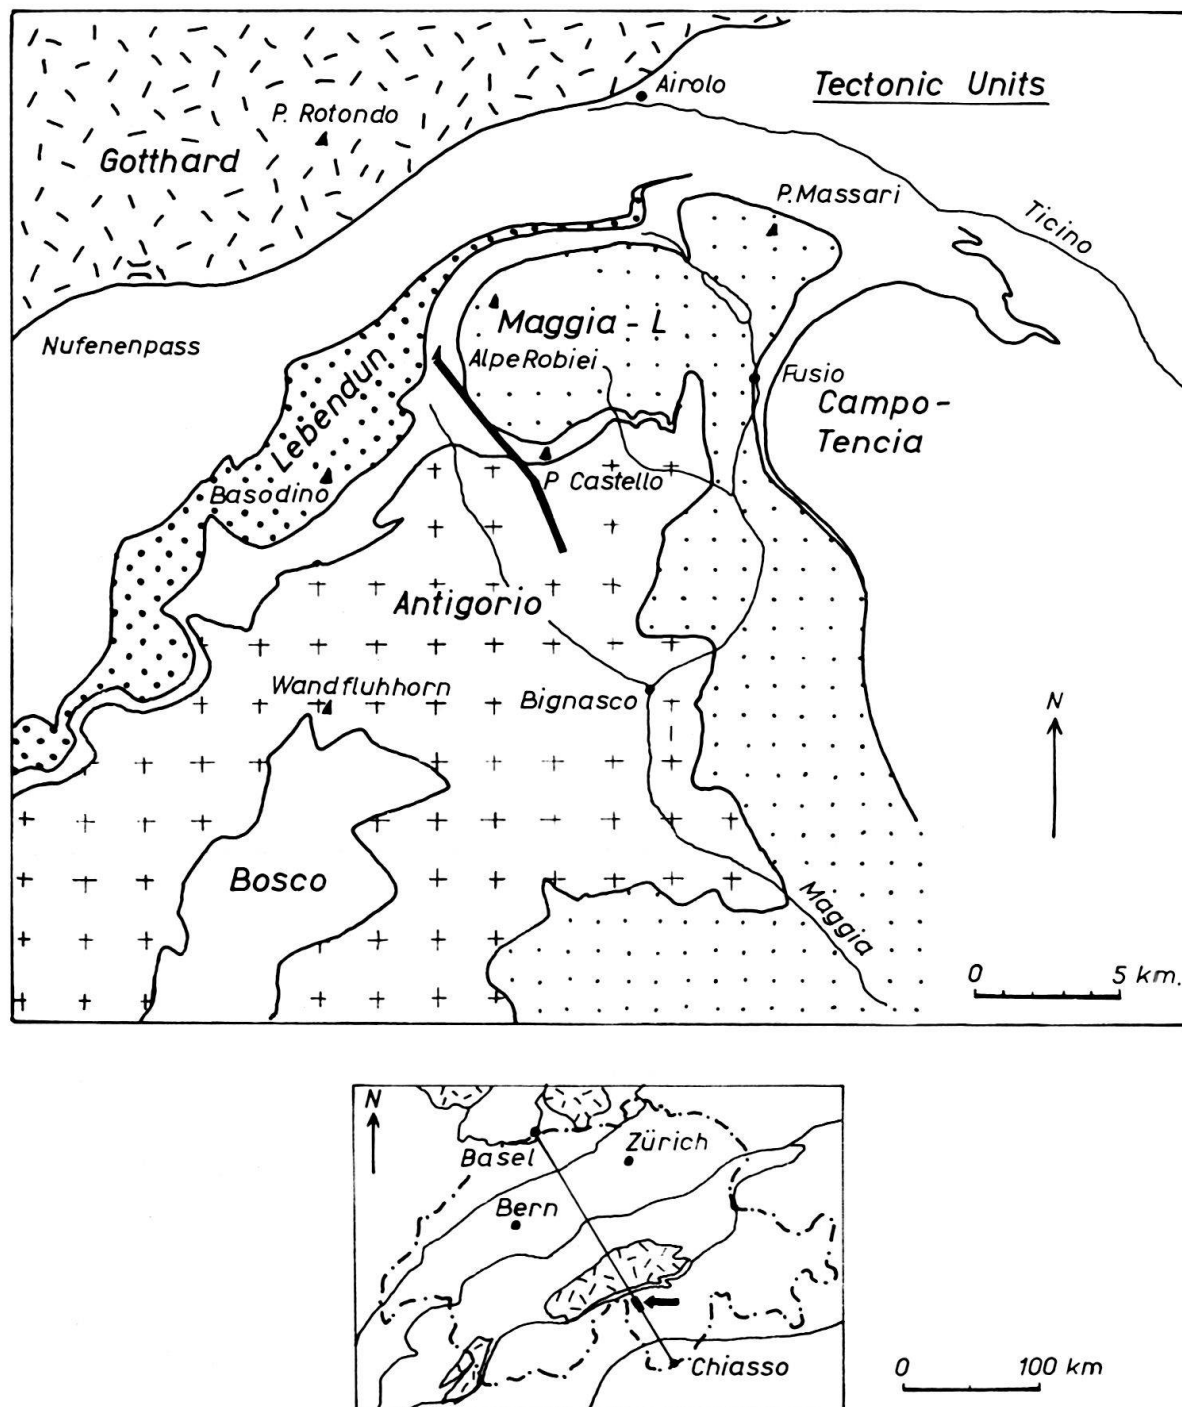 Airolo
Tectonic Units
P. Rotondo
Gotthard
P. Massari
Ticino
Maggia - L
Nufenenpass
Alpe Robiei
Fusio
Lebendun
Campo-
Tencia
Basodino
P Castello
Antigorio
Wandfluhhorn
Bignasco
N
Bosco
Maggia
0 5 km.
N
Basel
Zürich
Bern
Chiasso
0 100 km